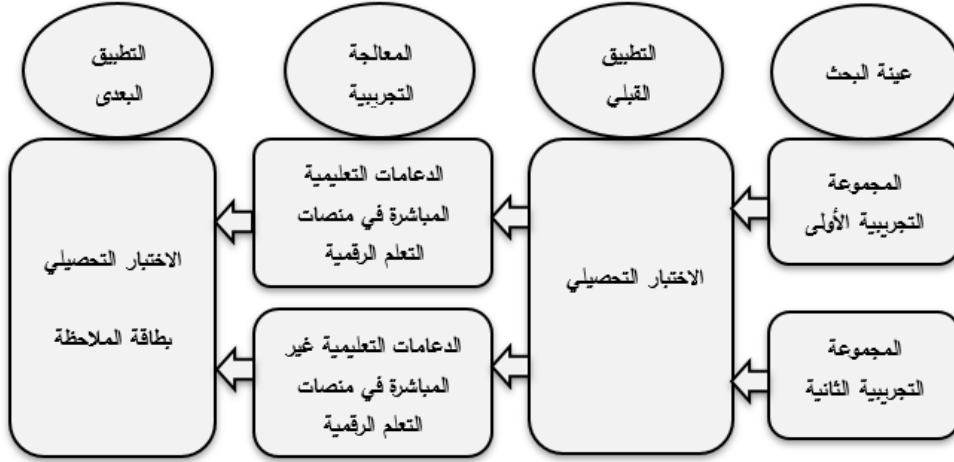 عينة البحث
التطبيق
القبلي
المعالجة
التجريبية
التطبيق
البعدى
المجموعة
التجريبية الأولى
المجموعة
التجريبية الثانية
الاختبار التحصيلي
الدعامات التعليمية
المباشرة في منصات
التعلم الرقمية
الدعامات التعليمية غير
المباشرة في منصات
التعلم الرقمية
الاختبار التحصيلي
بطاقة الملاحظة